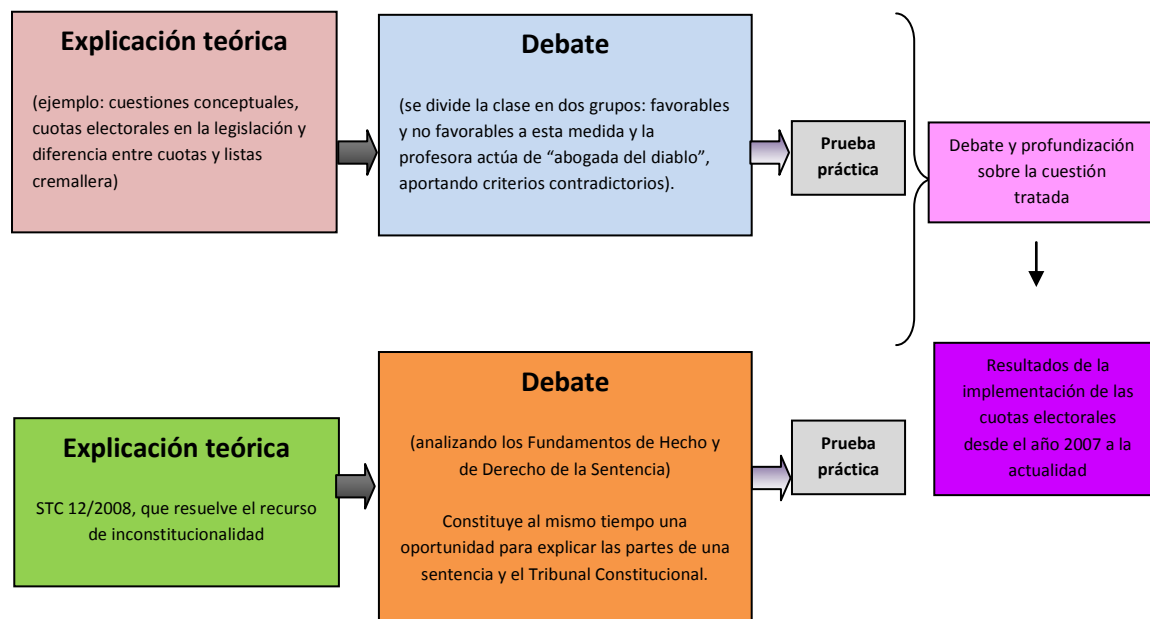 Explicación teórica
(ejemplo: cuestiones conceptuales,
cuotas electorales en la legislación y
diferencia entre cuotas y listas
cremallera)
Debate
(se divide la clase en dos grupos: favorables
y no favorables a esta medida y la
profesora actúa de “abogada del diablo”,
aportando criterios contradictorios).
Prueba
práctica
Debate y profundización
sobre la cuestión
tratada
Explicación teórica
STC 12/2008, que resuelve el recurso
de inconstitucionalidad
Debate
(analizando los Fundamentos de Hecho y
de Derecho de la Sentencia)
Constituye al mismo tiempo una
oportunidad para explicar las partes de una
sentencia y el Tribunal Constitucional.
Prueba
práctica
Resultados de la
implementación de las
cuotas electorales
desde el año 2007 a la
actualidad